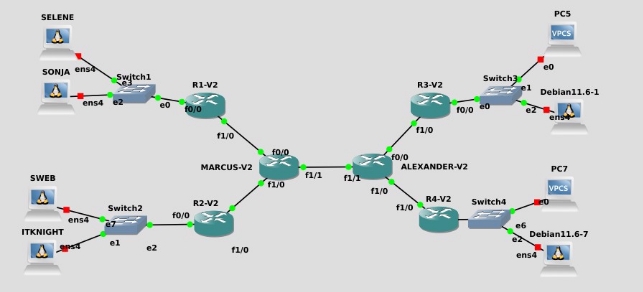 SELENE
ens4
SONJA
ens4
Switch1
e3
e2
e0
R1-V2
f0/0
f1/0
MARCUS-V2
f0/0
f1/0
f1/1
SWEB
ens4
ITKNIGHT
ens4
Switch2
e7
e1
e2
f0/0
R2-V2
f1/0
ALEXANDER-V2
f1/1
f0/0
f1/0
R3-V2
f1/0
f0/0
Switch3
e0
e1
e2
PC5
VPCS
e0
Debian11.6-1
ens4
R4-V2
f1/0
Switch4
e6
e2
PC7
VPCS
e0
Debian11.6-7
ens4